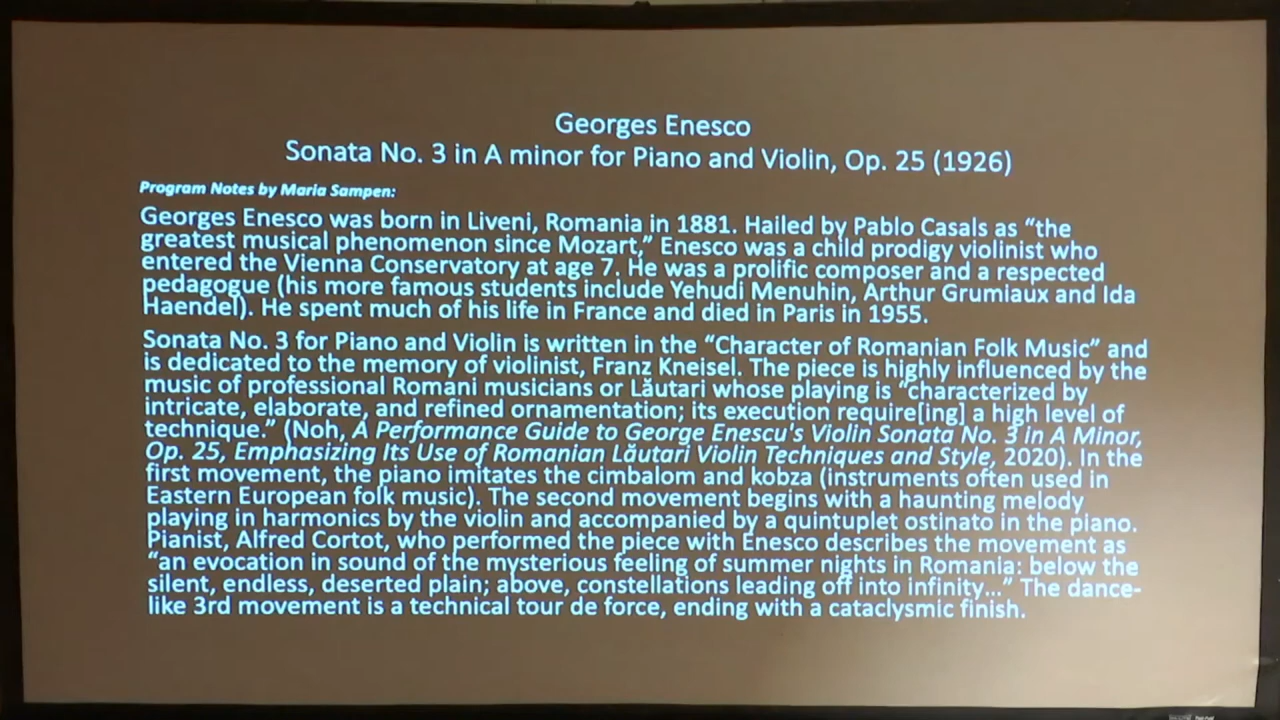 Georges Enesco
Sonata No. 3 in A minor for Piano and Violin, Op. 25 (1926)
Program Notes by Maria Sampen:
Georges Enesco was born in Liveni, Romania in 1881. Hailed by Pablo Casals as “the
greatest musical phenomenon since Mozart,” Enesco was a child prodigy violinist who
entered the Vienna Conservatory at age 7. He was a prolific composer and a respected
pedagogue (his more famous students include Yehudi Menuhin, Arthur Grumiaux and Ida
Haendel). He spent much of his life in France and died in Paris in 1955.
Sonata No. 3 for Piano and Violin is written in the “Character of Romanian Folk Music” and
is dedicated to the memory of violinist, Franz Kneisel. The piece is highly influenced by the
music of professional Romani musicians or Lăutari whose playing is “characterized by
intricate, elaborate, and refined ornamentation; its execution require[ing] a high level of
technique.” (Noh, A Performance Guide to George Enescu's Violin Sonata No. 3 in A Minor,
Op. 25, Emphasizing Its Use of Romanian Lăutari Violin Techniques and Style, 2020). In the
first movement, the piano imitates the cimbalom and kobza (instruments often used in
Eastern European folk music). The second movement begins with a haunting melody
playing in harmonics by the violin and accompanied by a quintuplet ostinato in the piano.
Pianist, Alfred Cortot, who performed the piece with Enesco describes the movement as
“an evocation in sound of the mysterious feeling of summer nights in Romania: below the
silent, endless, deserted plain; above, constellations leading off into infinity...” The dance-
like 3rd movement is a technical tour de force, ending with a cataclysmic finish.